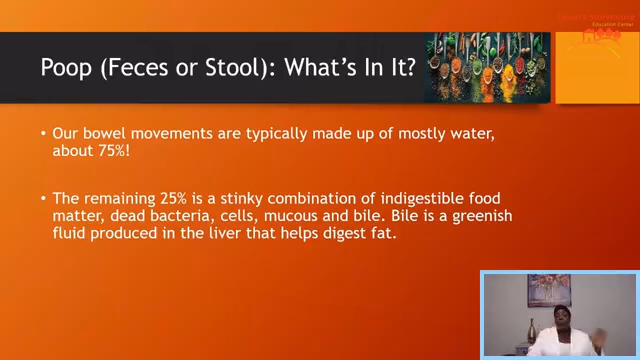 Poop (Feces or Stool): What's In It?
Education Center
• Our bowel movements are typically made up of mostly water,
about 75%!
• The remaining 25% is a stinky combination of indigestible food
matter, dead bacteria, cells, mucous and bile. Bile is a greenish
fluid produced in the liver that helps digest fat.